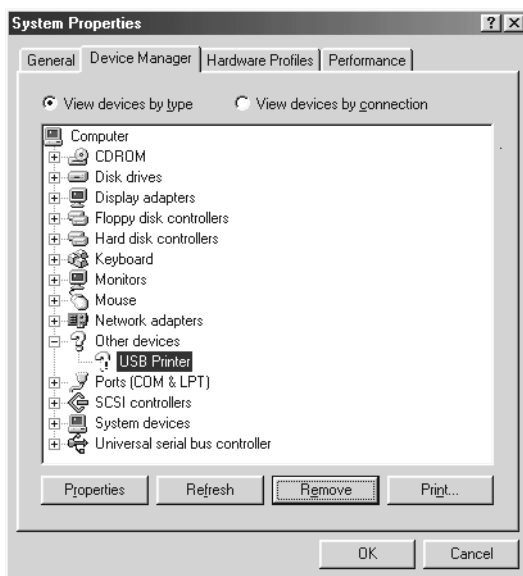 System Properties
? X
General Device Manager Hardware Profiles Performance
View devices by type View devices by connection
Computer
CDROM
Disk drives
Display adapters
Floppy disk controllers
Hard disk controllers
Keyboard
Monitors
Mouse
Network adapters
Other devices
USB Printer
Ports (COM & LPT)
SCSI controllers
System devices
Universal serial bus controller
Properties Refresh Remove Print...
OK Cancel